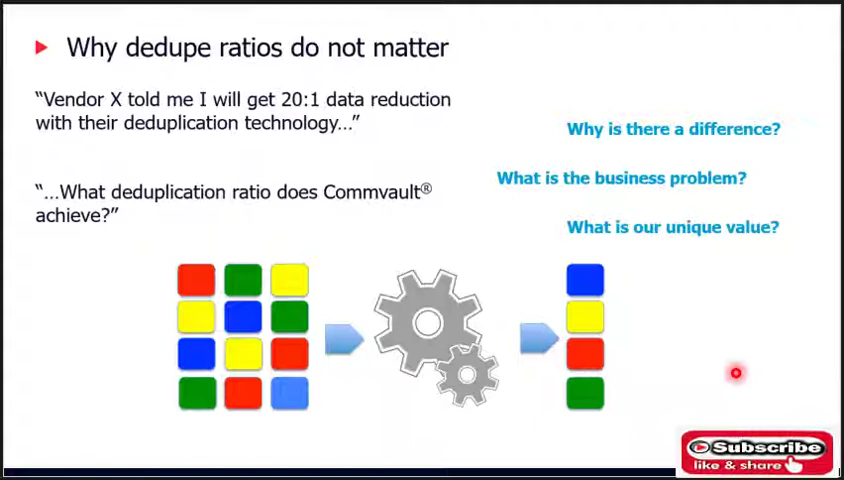 Why dedupe ratios do not matter
“Vendor X told me I will get 20:1 data reduction
with their deduplication technology…”
Why is there a difference?
What is the business problem?
“…What deduplication ratio does Commvault®
achieve?”
What is our unique value?
Subscribe
like & share